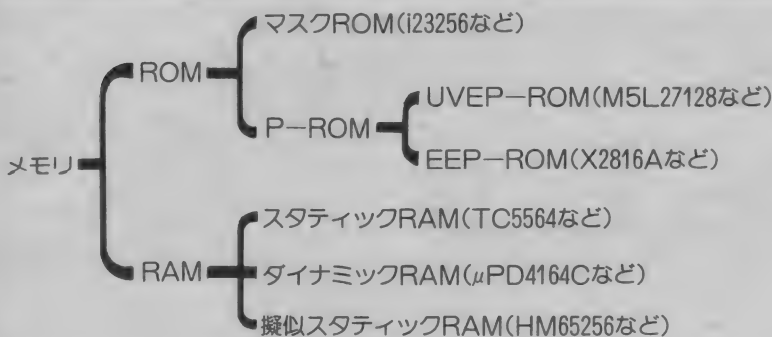 マスクROM(i23256など)
ROM
UVEP-ROM(M5L27128など)
P-ROM
EEP-ROM(X2816Aなど)
メモリ
スタティックRAM(TC5564など)
RAM
ダイナミックRAM(μPD4164Cなど)
擬似スタティックRAM(HM65256など)